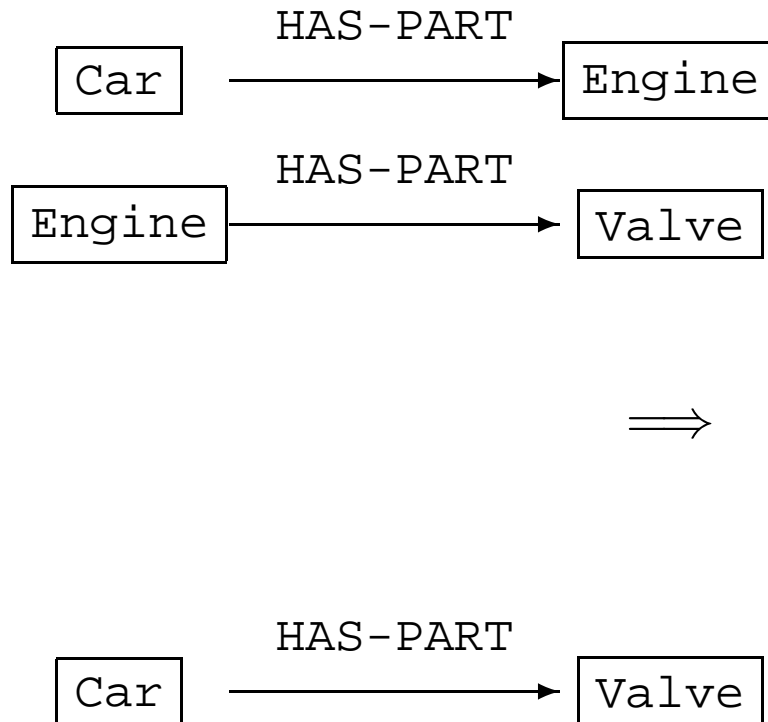 HAS-PART
Car Engine
HAS-PART
Engine Valve
⟹
HAS-PART
Car Valve